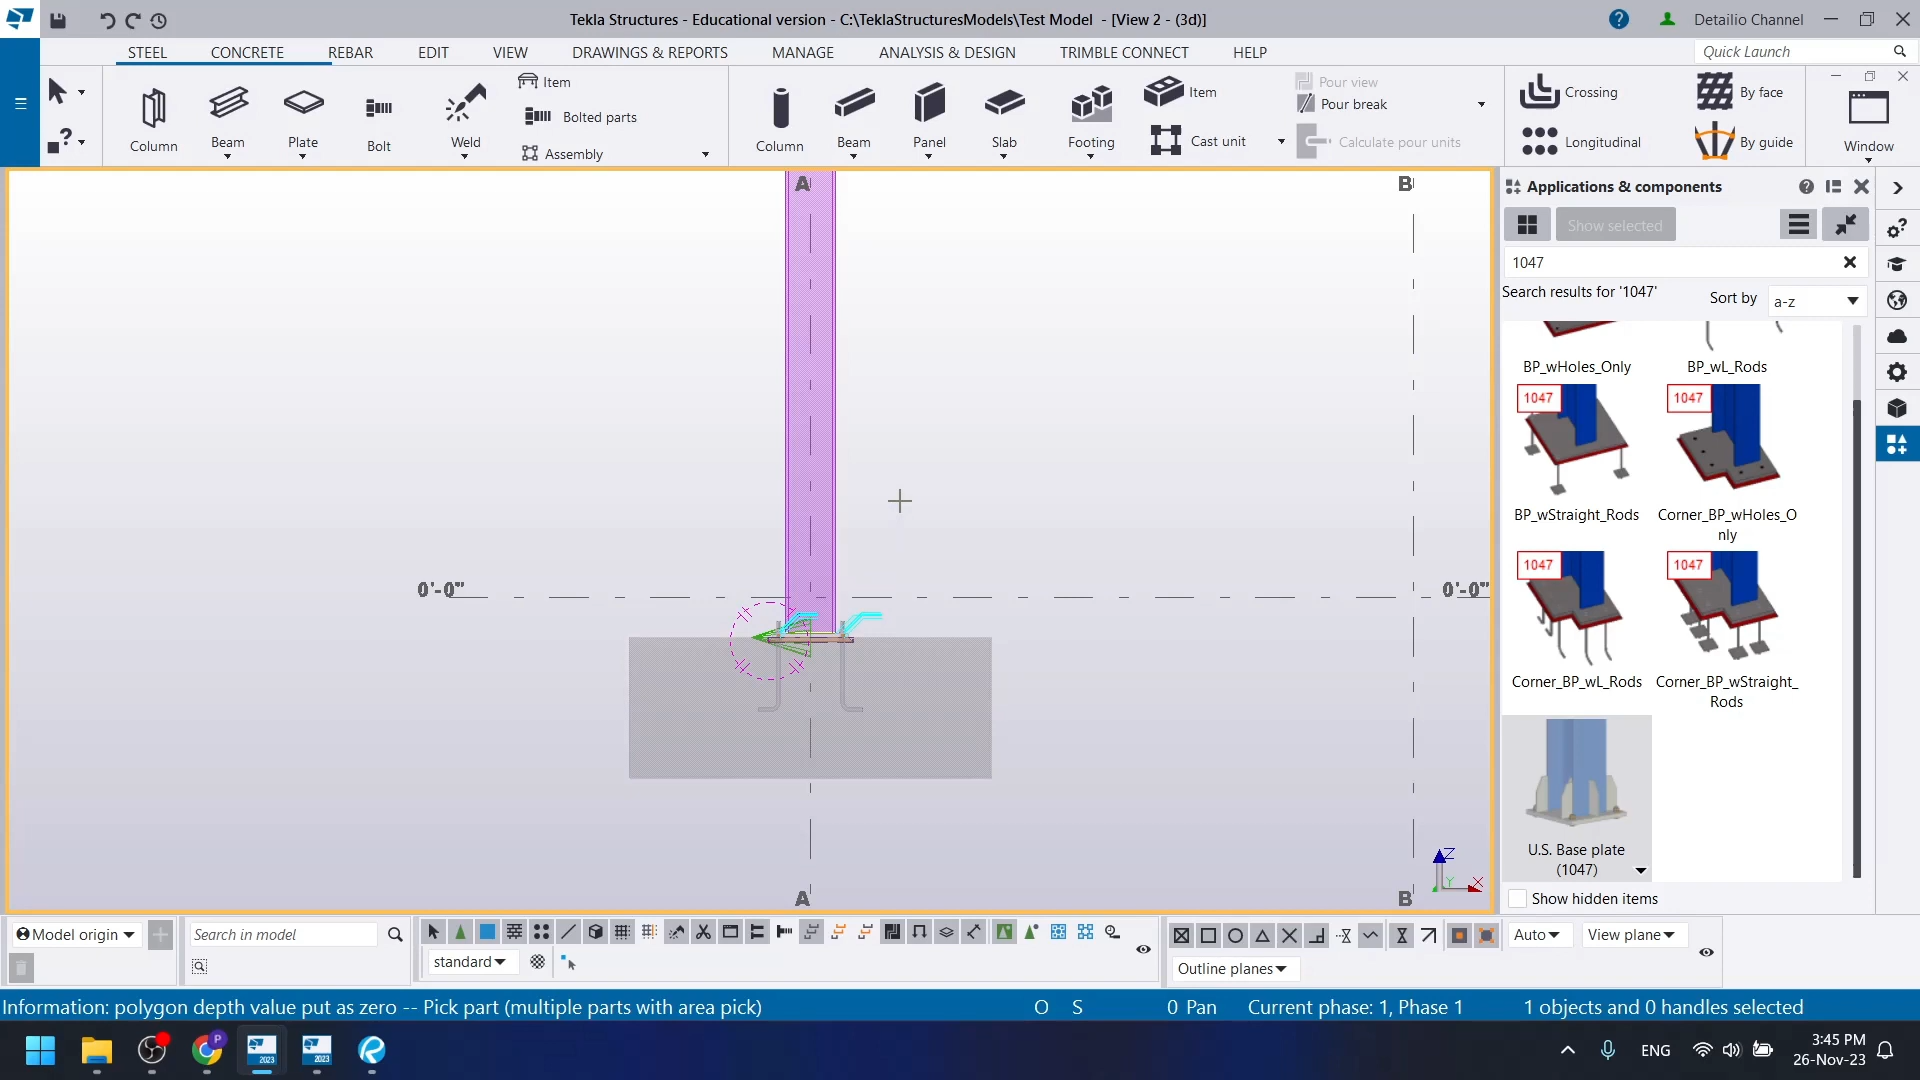 Tekla Structures - Educational version - C:\TeklaStructuresModels\Test Model - [View 2 - (3d)]
Detailio Channel
STEEL CONCRETE REBAR EDIT VIEW DRAWINGS & REPORTS MANAGE ANALYSIS & DESIGN TRIMBLE CONNECT HELP
Quick Launch
Column
Beam
Plate
Bolt
Weld
Item
Bolted parts
Assembly
Column
Beam
Panel
Slab
Footing
Item
Cast unit
Pour view
Pour break
Calculate pour units
Crossing
Longitudinal
By face
By guide
Window
A
B
0'-0"
0'-0"
A
B
Z
Y
X
Applications & components
Show selected
1047
Search results for '1047'
Sort by
a-z
BP_wHoles_Only
BP_wL_Rods
1047
1047
BP_wStraight_Rods
Corner_BP_wHoles_O
nly
1047
1047
Corner_BP_wL_Rods
Corner_BP_wStraight_
Rods
U.S. Base plate
(1047)
Show hidden items
Model origin
Search in model
standard
Auto
View plane
Outline planes
Information: polygon depth value put as zero -- Pick part (multiple parts with area pick)
O S 0 Pan Current phase: 1, Phase 1 1 objects and 0 handles selected
P
2023
2023
ENG
3:45 PM
26-Nov-23